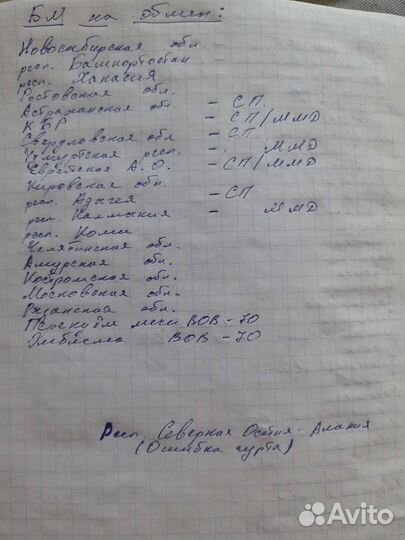 БМ на обмен:
Новосибирская обл.
респ. Башкортостан
респ. Хакасия
Ростовская обл.
Астраханская обл. - СП.
КБР - СП/ММД
Свердловская обл - СП
Удмуртская респ. -. ММД
Еврейская А.О. - СП/ММД
Кировская обл.
респ. Адыгея - СП
респ. Калмыкия - ММД
респ. Коми
Челябинская обл.
Амурская обл.
Костромская обл.
Московская обл.
Рязанская обл.
Перекуём мечи ВОВ-70
Эмблема ВОВ-70
Респ. Северная Осетия-Алания
(Ошибка гурта)
Avito